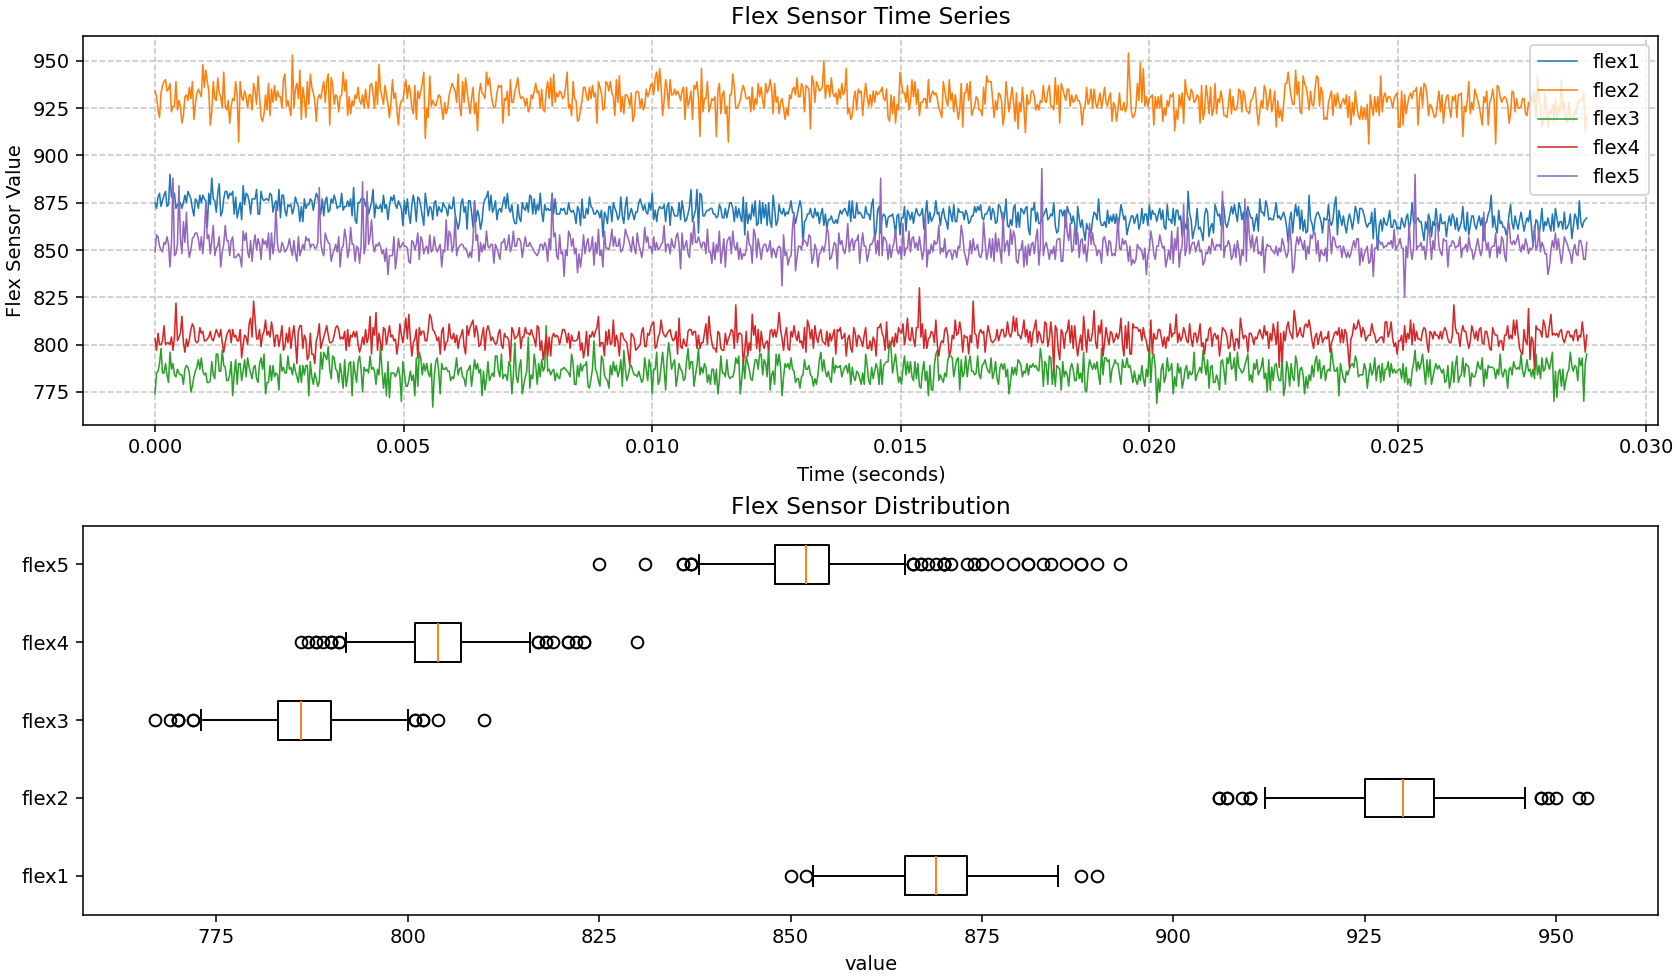 Flex Sensor Time Series
Flex Sensor Value
950
925
900
875
850
825
800
775
flex1
flex2
flex3
flex4
flex5
0.000
0.005
0.010
0.015
0.020
0.025
0.030
Time (seconds)
Flex Sensor Distribution
flex5
flex4
flex3
flex2
flex1
775
800
825
850
875
900
925
950
value